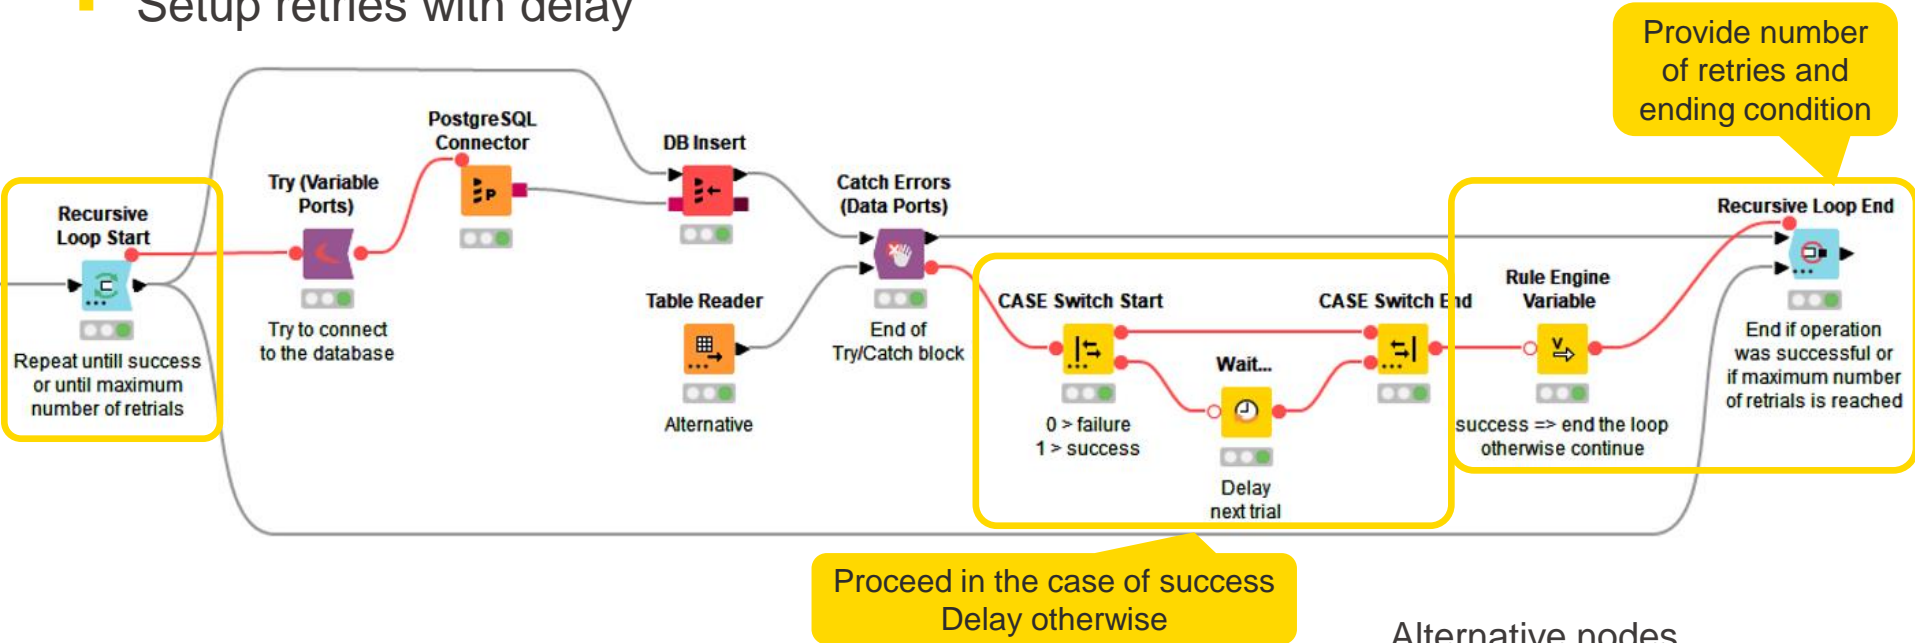 Setup retries with delay
Provide number
of retries and
ending condition
PostgreSQL
Connector
DB Insert
Try (Variable
Ports)
Catch Errors
(Data Ports)
Recursive
Loop Start
Recursive Loop End
P
Table Reader
CASE Switch Start
CASE Switch End
Rule Engine
Variable
Try to connect
to the database
End of
Try/Catch block
V
End if operation
was successful or
if maximum number
of retrials is reached
Repeat untill success
or until maximum
number of retrials
Wait...
Alternative
0 > failure
1 > success
success => end the loop
otherwise continue
Delay
next trial
Proceed in the case of success
Delay otherwise
Alternative nodes